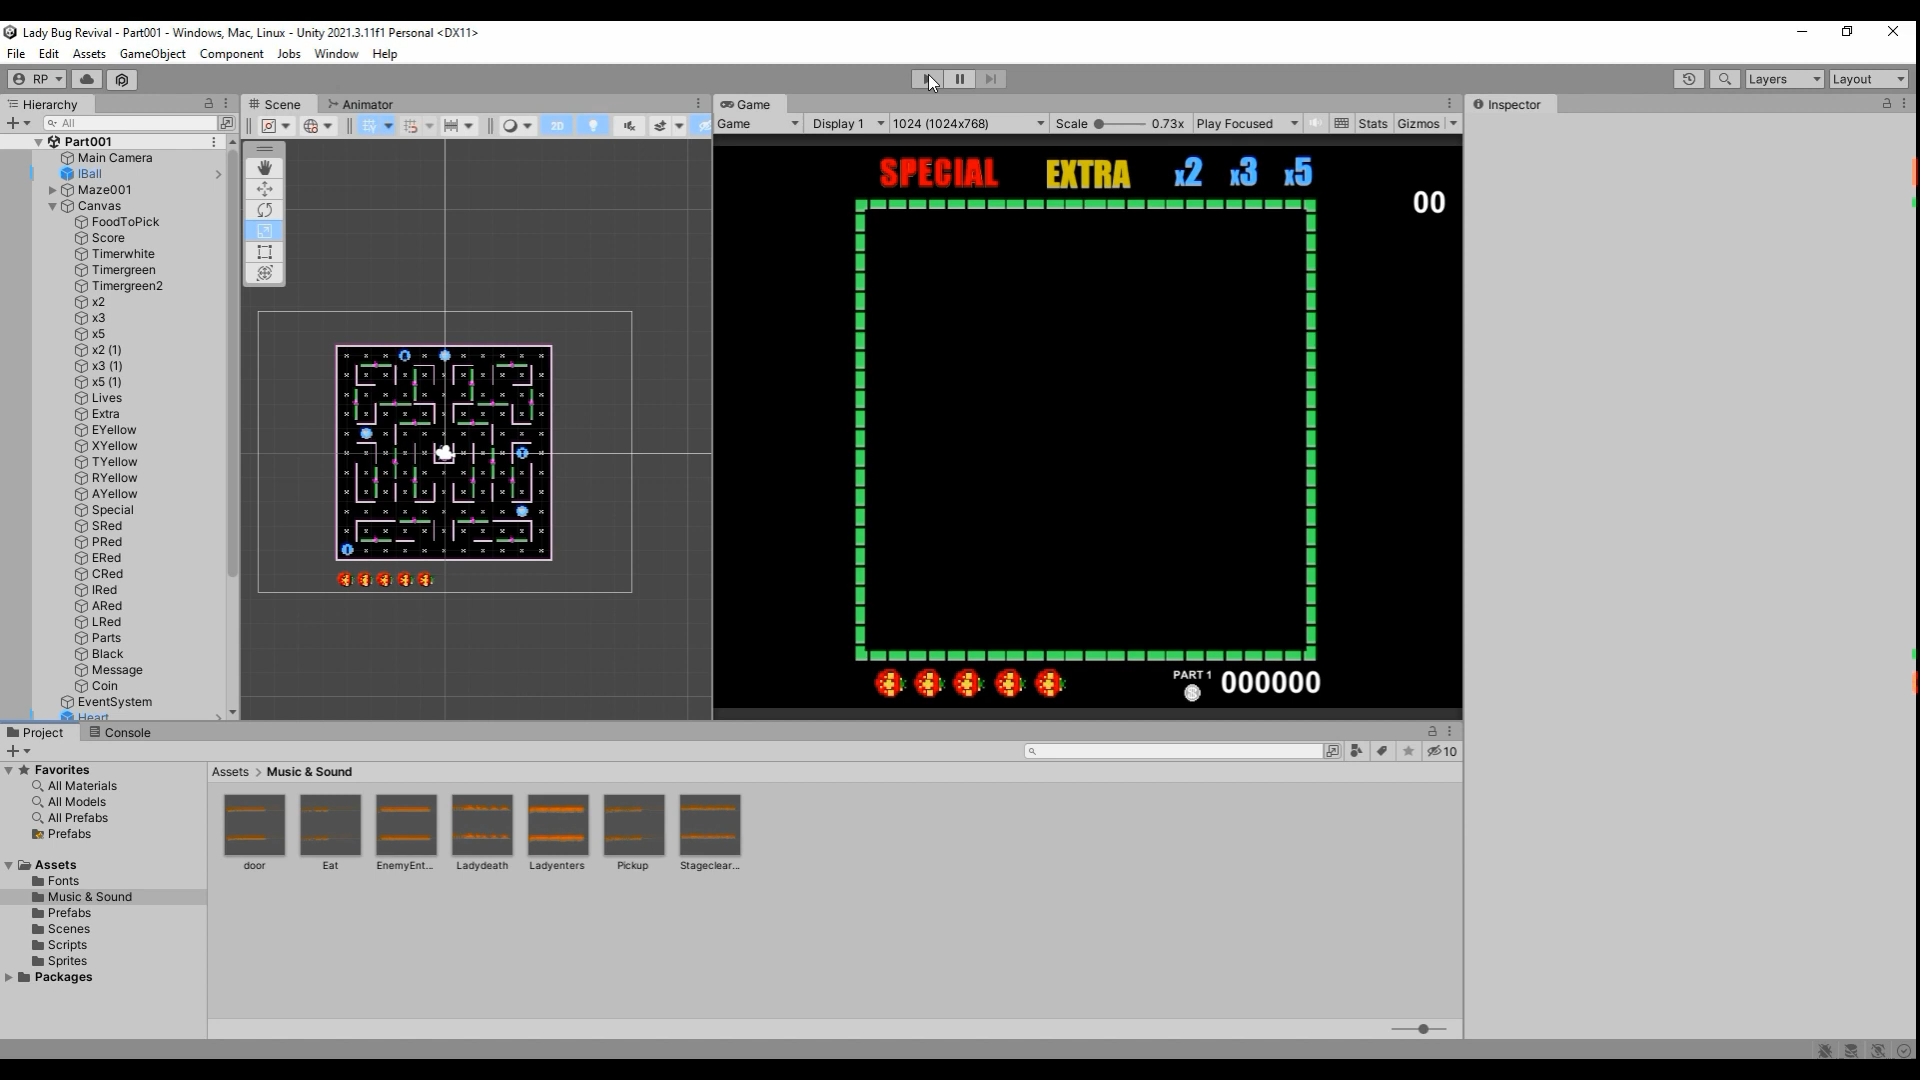 Lady Bug Revival - Part001 - Windows, Mac, Linux - Unity 2021.3.11f1 Personal <DX11>
File Edit Assets GameObject Component Jobs Window Help
RP Layers Layout
Hierarchy Scene Animator Game Inspector
All 2D Game Display 1 1024 (1024x768) Scale 0.73x Play Focused Stats Gizmos
Part001
Main Camera
IBall
Maze001
Canvas
FoodToPick
Score
Timerwhite
Timergreen
Timergreen2
x2
x3
x5
x2 (1)
x3 (1)
x5 (1)
Lives
Extra
EYellow
XYellow
TYellow
RYellow
AYellow
Special
SRed
PRed
ERed
CRed
IRed
ARed
LRed
Parts
Black
Message
Coin
EventSystem
Heart
SPECIAL EXTRA x2 x3 x5
00
PART 1 000000
Project Console
10
Favorites
All Materials
All Models
All Prefabs
Prefabs
Assets
Fonts
Music & Sound
Prefabs
Scenes
Scripts
Sprites
Packages
Assets > Music & Sound
door Eat EnemyEnt... Ladydeath Ladyenters Pickup Stageclear...